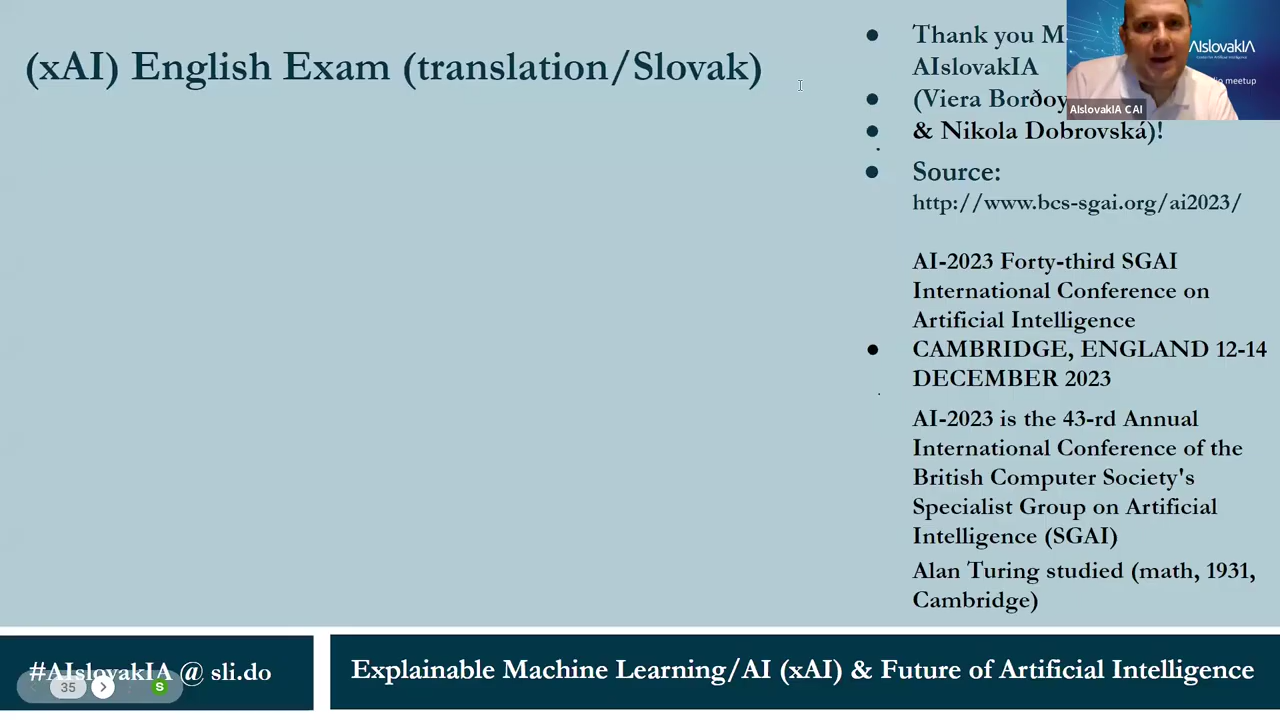 (xAI) English Exam (translation/Slovak)
Thank you
AIslovakIA
(Viera
& Nikola Dobrovská)!
Source:
http://www.bcs-sgai.org/ai2023/
AI-2023 Forty-third SGAI
International Conference on
Artificial Intelligence
CAMBRIDGE, ENGLAND 12-14
DECEMBER 2023
AI-2023 is the 43-rd Annual
International Conference of the
British Computer Society's
Specialist Group on Artificial
Intelligence (SGAI)
Alan Turing studied (math, 1931,
Cambridge)
AIslovakIA
meetup
AIslovakIA CAI
#AIslovakIA @ sli.do
35
S
Explainable Machine Learning/AI (xAI) & Future of Artificial Intelligence